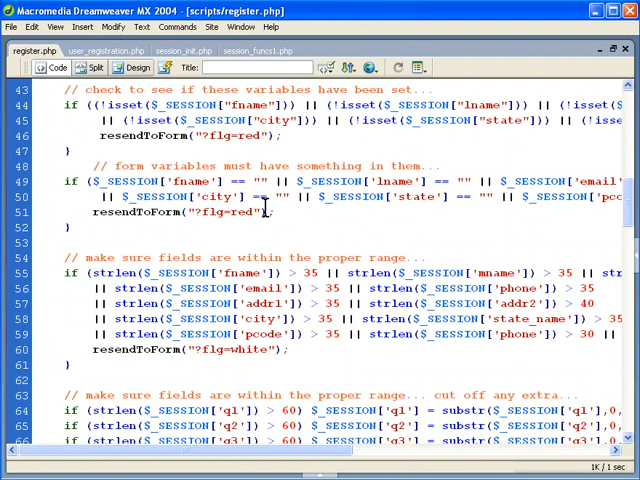 Macromedia Dreamweaver MX 2004 - [scripts/register.php]
File Edit View Insert Modify Text Commands Site Window Help
register.php user_registration.php session_init.php session_funcs1.php
Code Split Design Title:
43 // check to see if these variables have been set...
44 if ((!isset($_SESSION["fname"])) || (!isset($_SESSION["lname"])) || (!isset($_SES
45 || (!isset($_SESSION["city"])) || (!isset($_SESSION["state"])) || (!isset
46 resendToForm("?flg=red");
47 }
48 // form variables must have something in them...
49 if ($_SESSION['fname'] == "" || $_SESSION['lname'] == "" || $_SESSION['email'
50 || $_SESSION['city'] == "" || $_SESSION['state'] == "" || $_SESSION['pco
51 resendToForm("?flg=red");
52 }
53
54 // make sure fields are within the proper range...
55 if (strlen($_SESSION['fname']) > 35 || strlen($_SESSION['mname']) > 35 || str
56 || strlen($_SESSION['email']) > 35 || strlen($_SESSION['phone']) > 35
57 || strlen($_SESSION['addr1']) > 35 || strlen($_SESSION['addr2']) > 40
58 || strlen($_SESSION['city']) > 35 || strlen($_SESSION['state_name']) > 35
59 || strlen($_SESSION['pcode']) > 35 || strlen($_SESSION['phone']) > 30 ||
60 resendToForm("?flg=white");
61 }
62
63 // make sure fields are within the proper range... cut off any extra...
64 if (strlen($_SESSION['q1']) > 60) $_SESSION['q1'] = substr($_SESSION['q1'],0,
65 if (strlen($_SESSION['q2']) > 60) $_SESSION['q2'] = substr($_SESSION['q2'],0,
66 if (strlen($_SESSION['q3']) > 60) $_SESSION['q3'] = substr($_SESSION['q3'],0,
1K / 1 sec